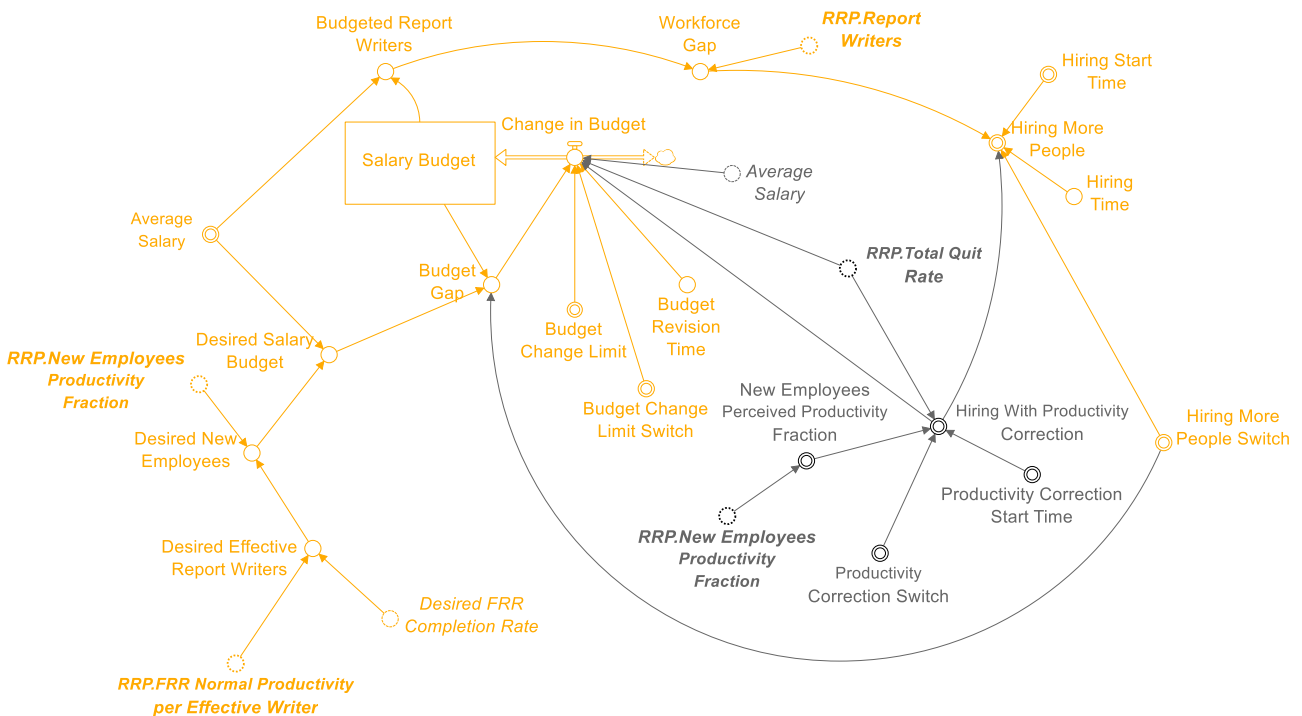 Budgeted Report
Writers
Workforce
Gap
RRP.Report
Writers
Hiring Start
Time
Change in Budget
Hiring More
People
Salary Budget
Average
Salary
Hiring
Time
Average
Salary
RRP.Total Quit
Rate
Budget
Gap
Budget
Revision
Time
Budget
Change Limit
Desired Salary
Budget
RRP.New Employees
Productivity
Fraction
New Employees
Perceived Productivity
Fraction
Budget Change
Limit Switch
Hiring With Productivity
Correction
Hiring More
People Switch
Desired New
Employees
Productivity Correction
Start Time
RRP.New Employees
Productivity
Fraction
Desired Effective
Report Writers
Productivity
Correction Switch
Desired FRR
Completion Rate
RRP.FRR Normal Productivity
per Effective Writer